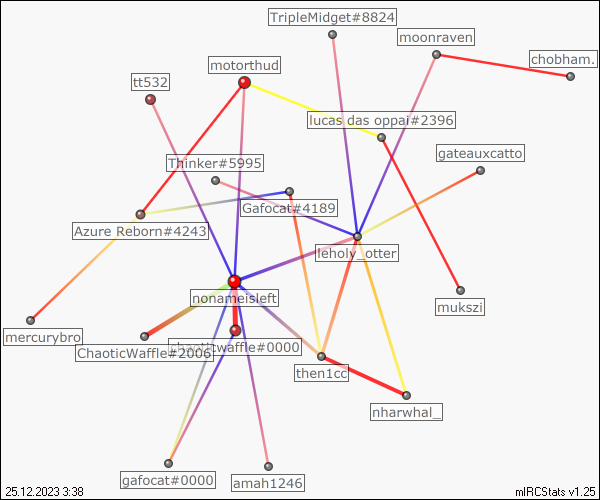 TripleMidget#8824
moonraven
chobham.
motorthud
tt532
lucas das oppai#2396
Thinker#5995
gateauxcatto
Gafocat#4189
Azure Reborn#4243
leholy_otter
nonameisleft
mukszi
mercurybro
ChaoticWaffle#2006
chaoticwaffle#0000
then1cc
nharwhal_
gafocat#0000
amah1246
25.12.2023 3:38
mIRCStats v1.25